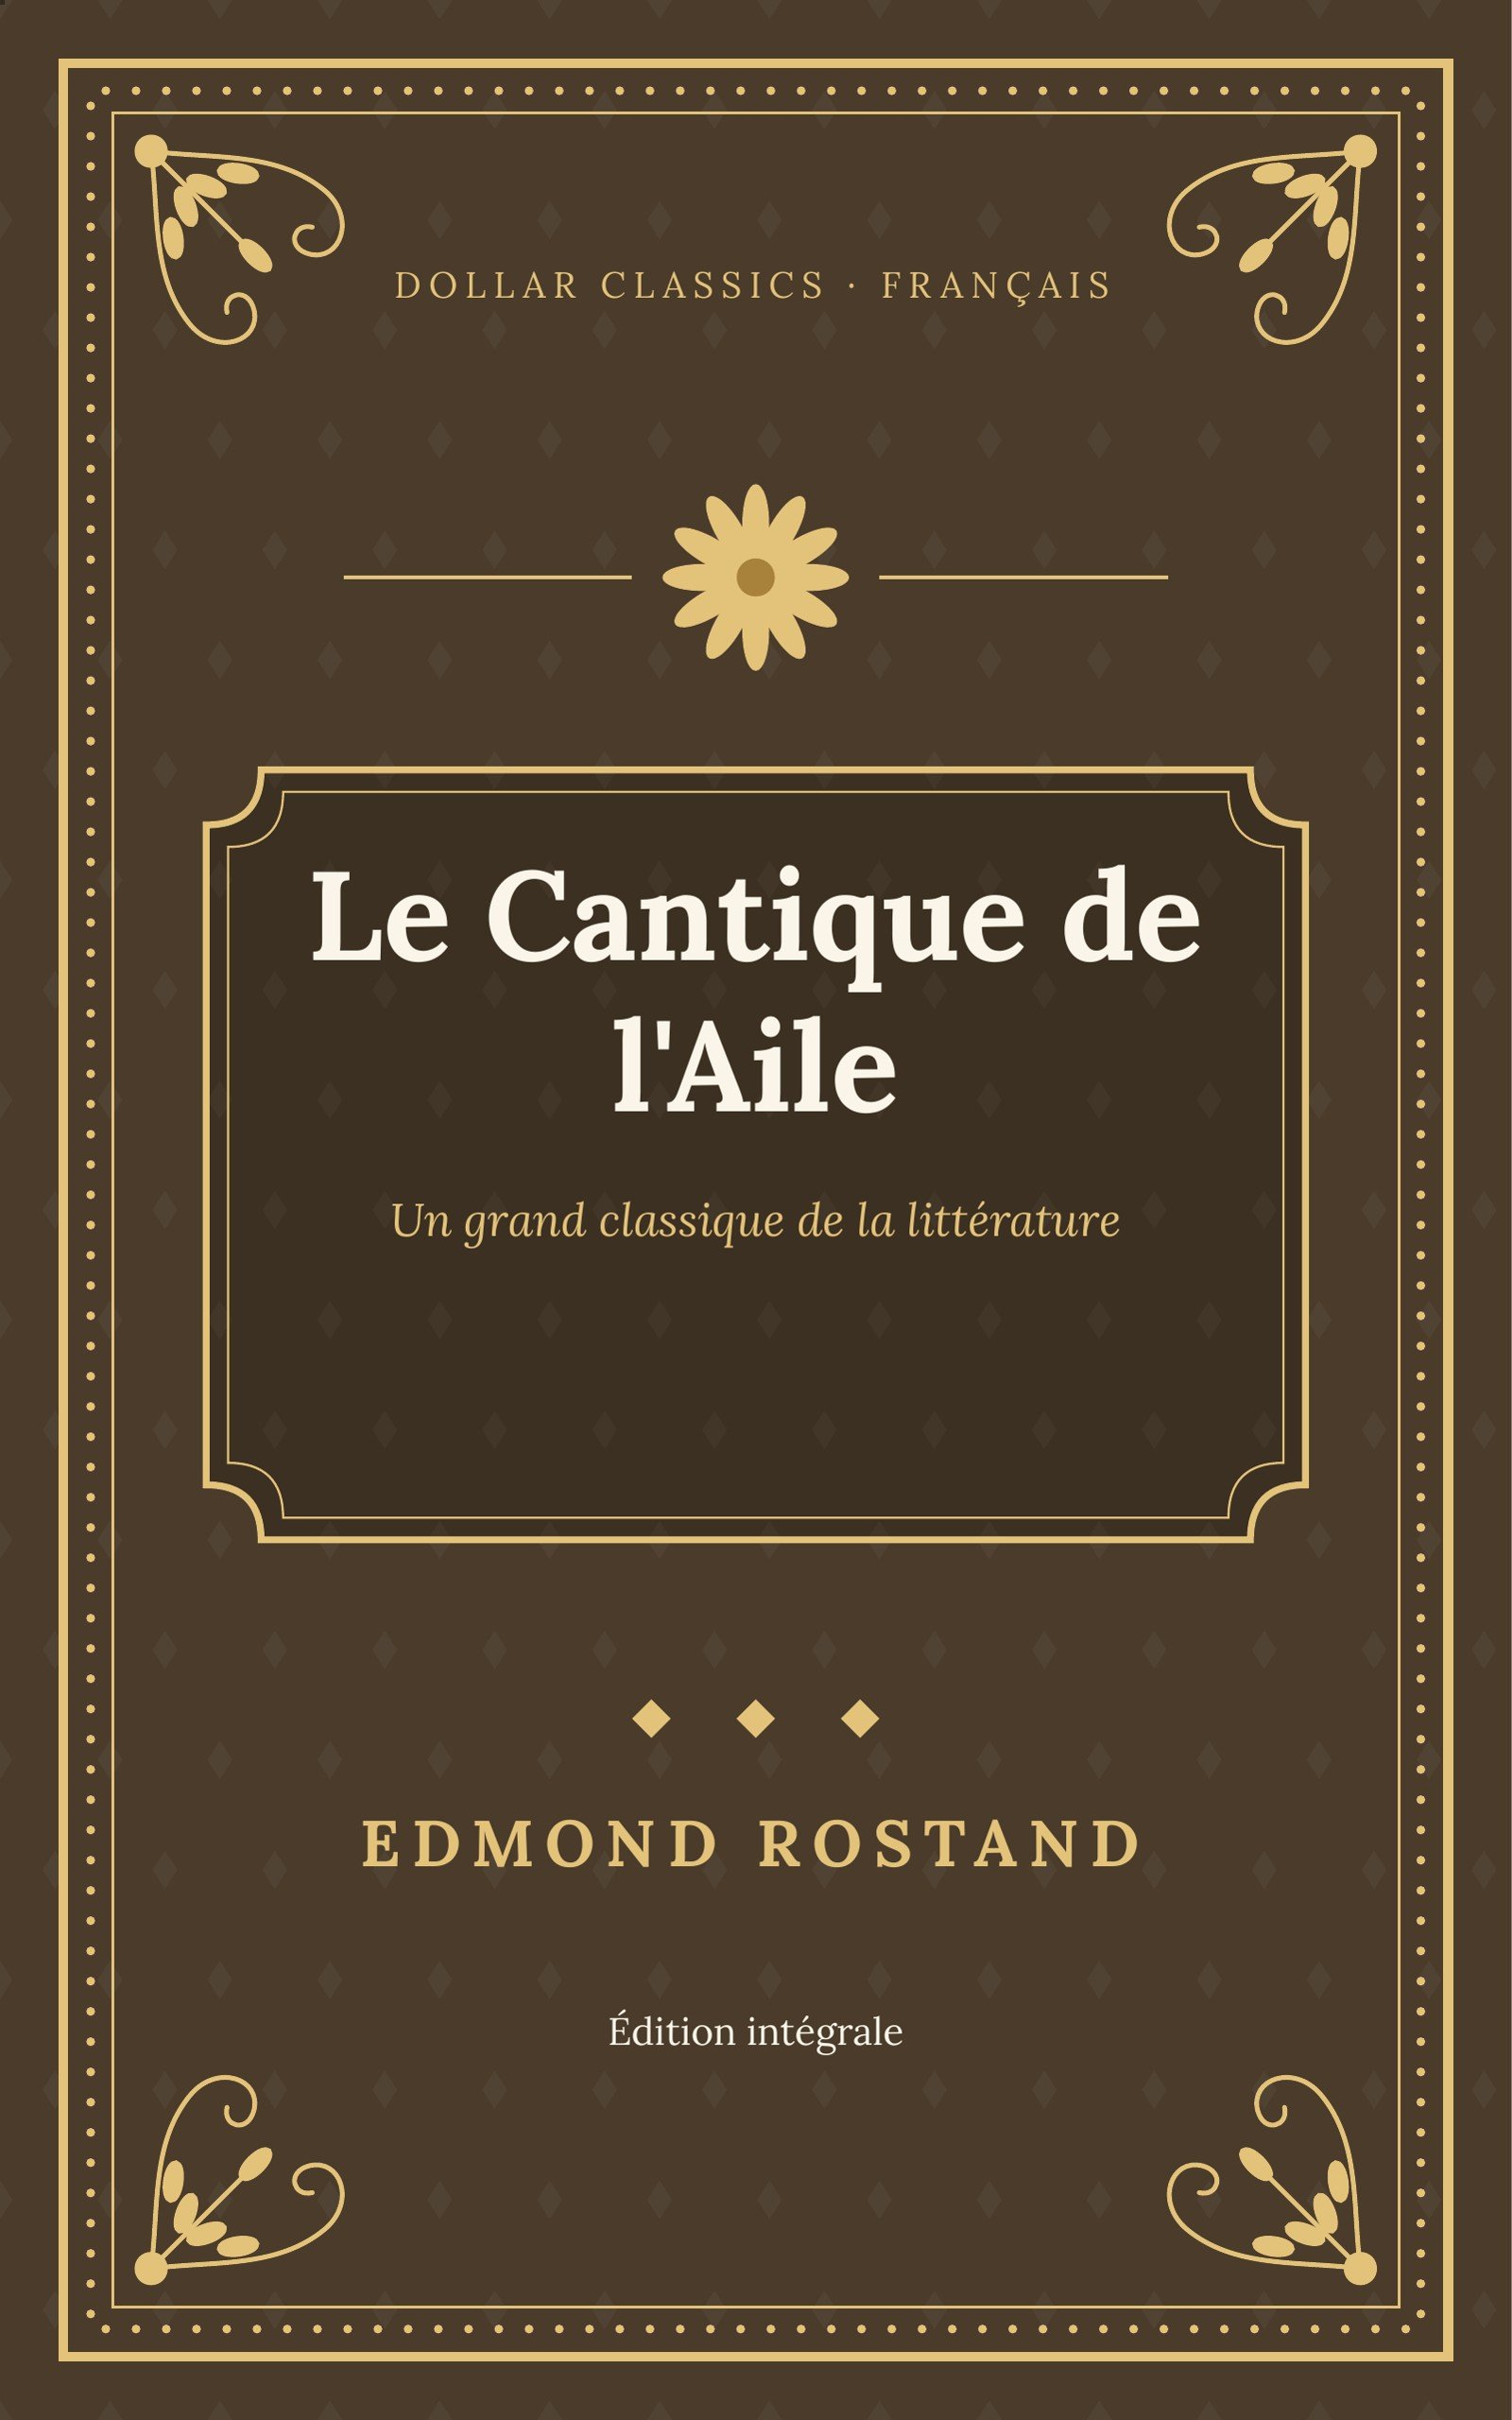 DOLLAR CLASSICS · FRANÇAIS
Le Cantique de
l'Aile
Un grand classique de la littérature
EDMOND ROSTAND
Édition intégrale